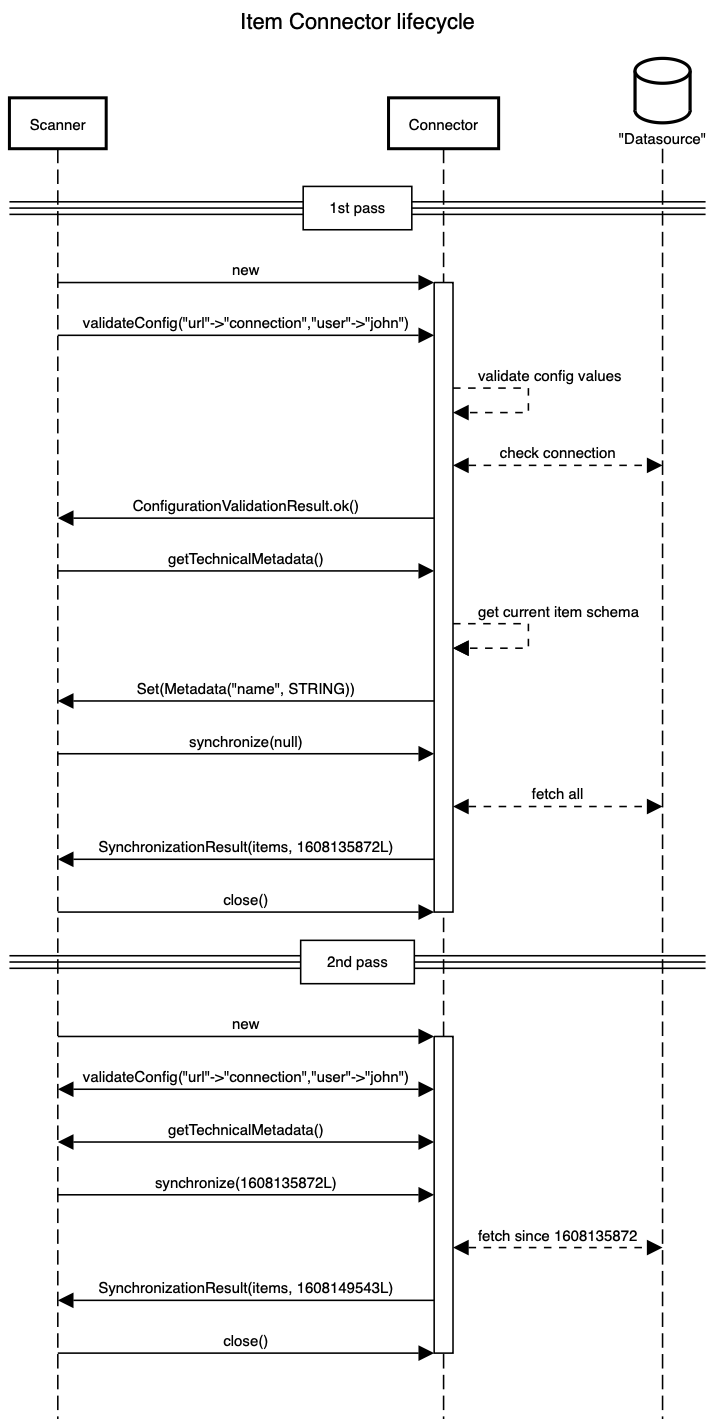 Item Connector lifecycle
Scanner
Connector
"Datasource"
1st pass
new
validateConfig("url"->"connection","user"->"john")
validate config values
check connection
ConfigurationValidationResult.ok()
getTechnicalMetadata()
get current item schema
Set(Metadata("name", STRING))
synchronize(null)
fetch all
SynchronizationResult(items, 1608135872L)
close()
2nd pass
new
validateConfig("url"->"connection","user"->"john")
getTechnicalMetadata()
synchronize(1608135872L)
fetch since 1608135872
SynchronizationResult(items, 1608149543L)
close()